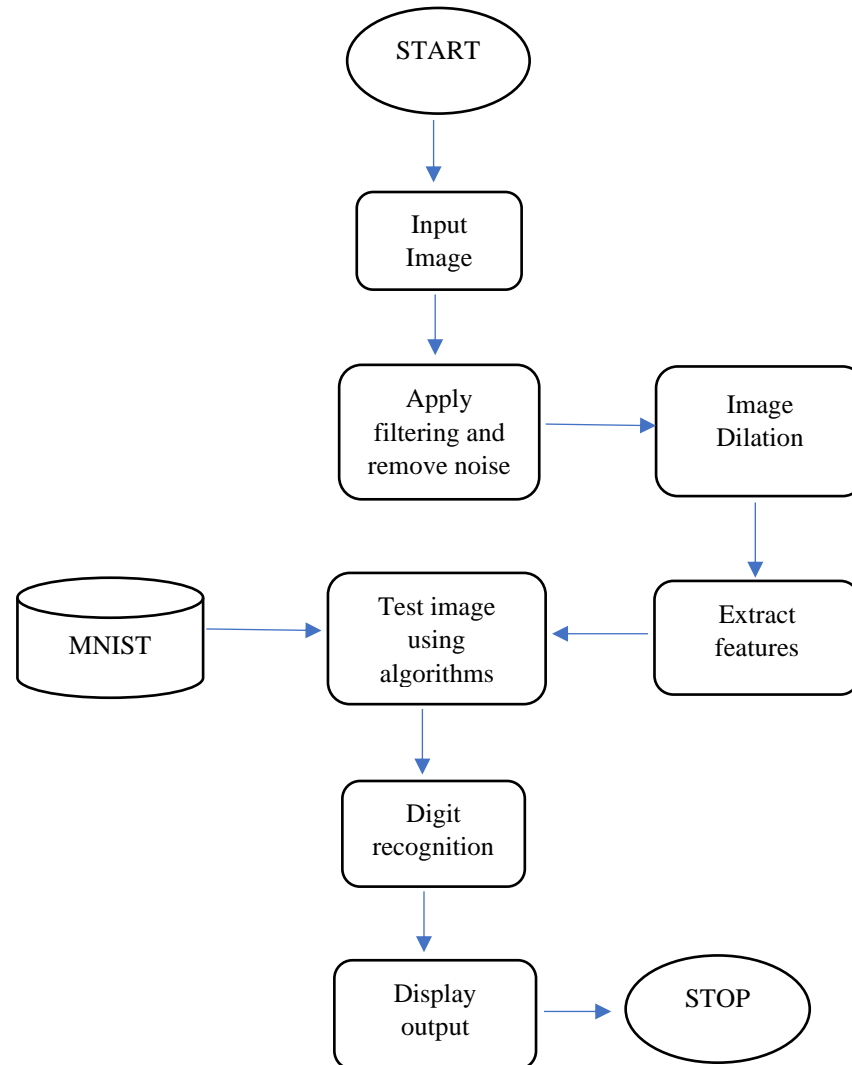 START
Input
Image
Apply
filtering and
remove noise
Image
Dilation
Extract
features
Test image
using
algorithms
MNIST
Digit
recognition
Display
output
STOP